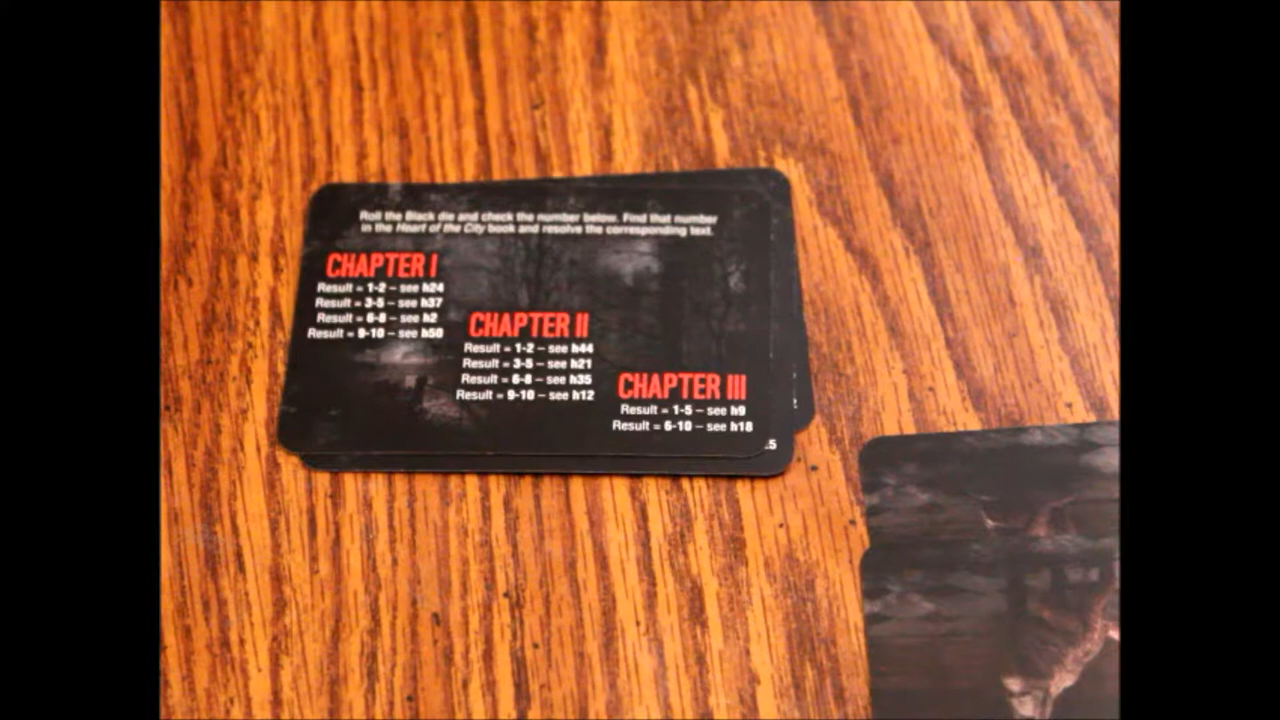 Roll the Black die and check the number below. Find that number
in the Heart of the City book and resolve the corresponding text.
CHAPTER I
Result = 1-2 – see h24
Result = 3-5 – see h37
Result = 6-8 – see h2
Result = 9-10 – see h50
CHAPTER II
Result = 1-2 – see h44
Result = 3-5 – see h21
Result = 6-8 – see h35
Result = 9-10 – see h12
CHAPTER III
Result = 1-5 – see h9
Result = 6-10 – see h18